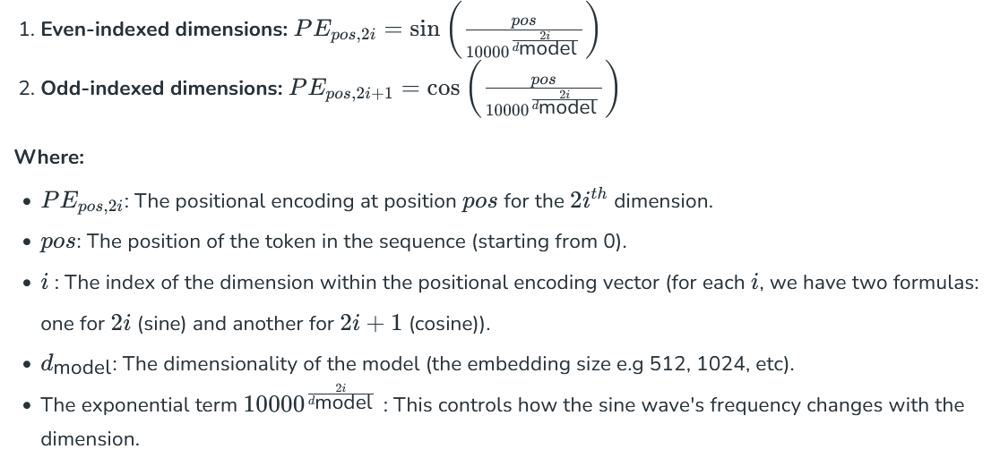 1. Even-indexed dimensions: $PE_{pos,2i} = \sin\left(\frac{pos}{10000^{\frac{2i}{d_{\text{model}}}}}\right)$
2. Odd-indexed dimensions: $PE_{pos,2i+1} = \cos\left(\frac{pos}{10000^{\frac{2i}{d_{\text{model}}}}}\right)$
Where:
• $PE_{pos,2i}$: The positional encoding at position $pos$ for the $2i^{th}$ dimension.
• $pos$: The position of the token in the sequence (starting from 0).
• $i$ : The index of the dimension within the positional encoding vector (for each $i$, we have two formulas:
one for $2i$ (sine) and another for $2i + 1$ (cosine)).
• $d_{\text{model}}$: The dimensionality of the model (the embedding size e.g 512, 1024, etc).
• The exponential term $10000^{\frac{2i}{d_{\text{model}}}}$ : This controls how the sine wave's frequency changes with the
dimension.